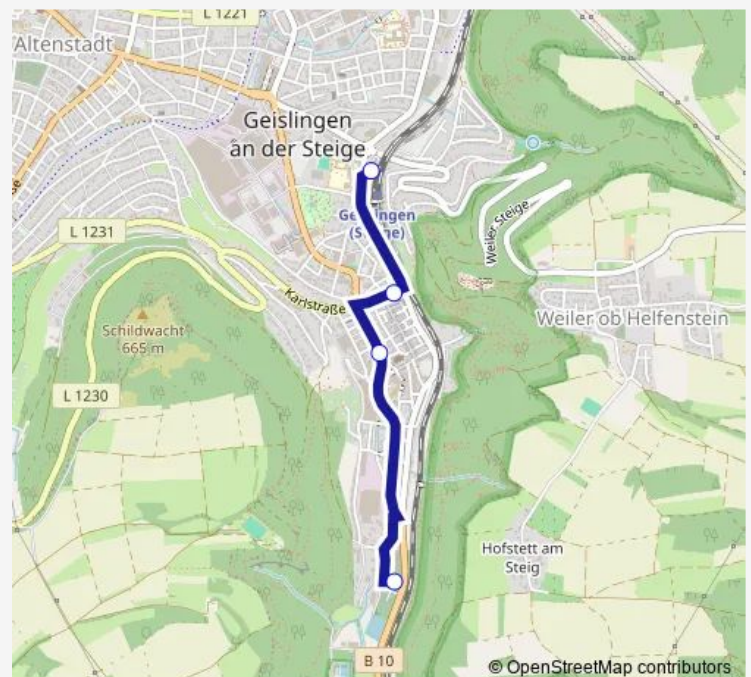 L 1221
Altenstadt
Geislingen
an der Steige
(Steige)
L 1231
Weiler Steige
Karlstraße
Weiler ob Helfenstein
Schildwacht
665 m
L 1230
Hofstett am
Steig
B 10
© OpenStreetMap contributors